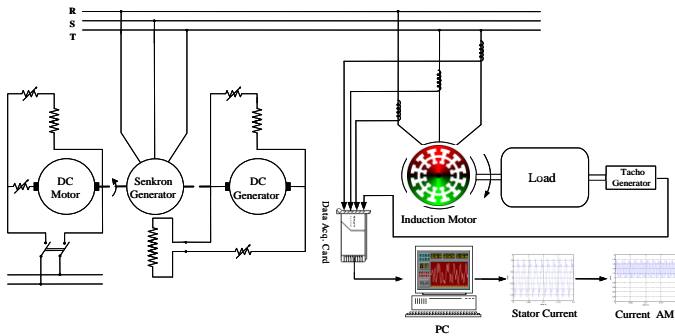 R
S
T
DC
Motor
Senkron
Generator
DC
Generator
Data Acq. Card
Induction Motor
Load
Tacho
Generator
PC
Stator Current
Current AM